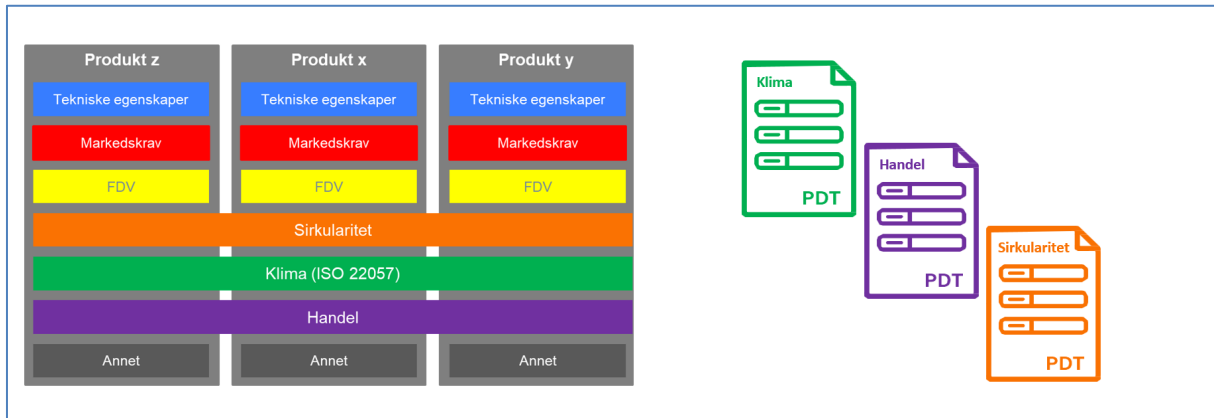 Produkt z
Produkt x
Produkt y
Tekniske egenskaper
Tekniske egenskaper
Tekniske egenskaper
Markedskrav
Markedskrav
Markedskrav
FDV
FDV
FDV
Sirkularitet
Klima (ISO 22057)
Handel
Annet
Annet
Annet
Klima
PDT
Handel
PDT
Sirkularitet
PDT